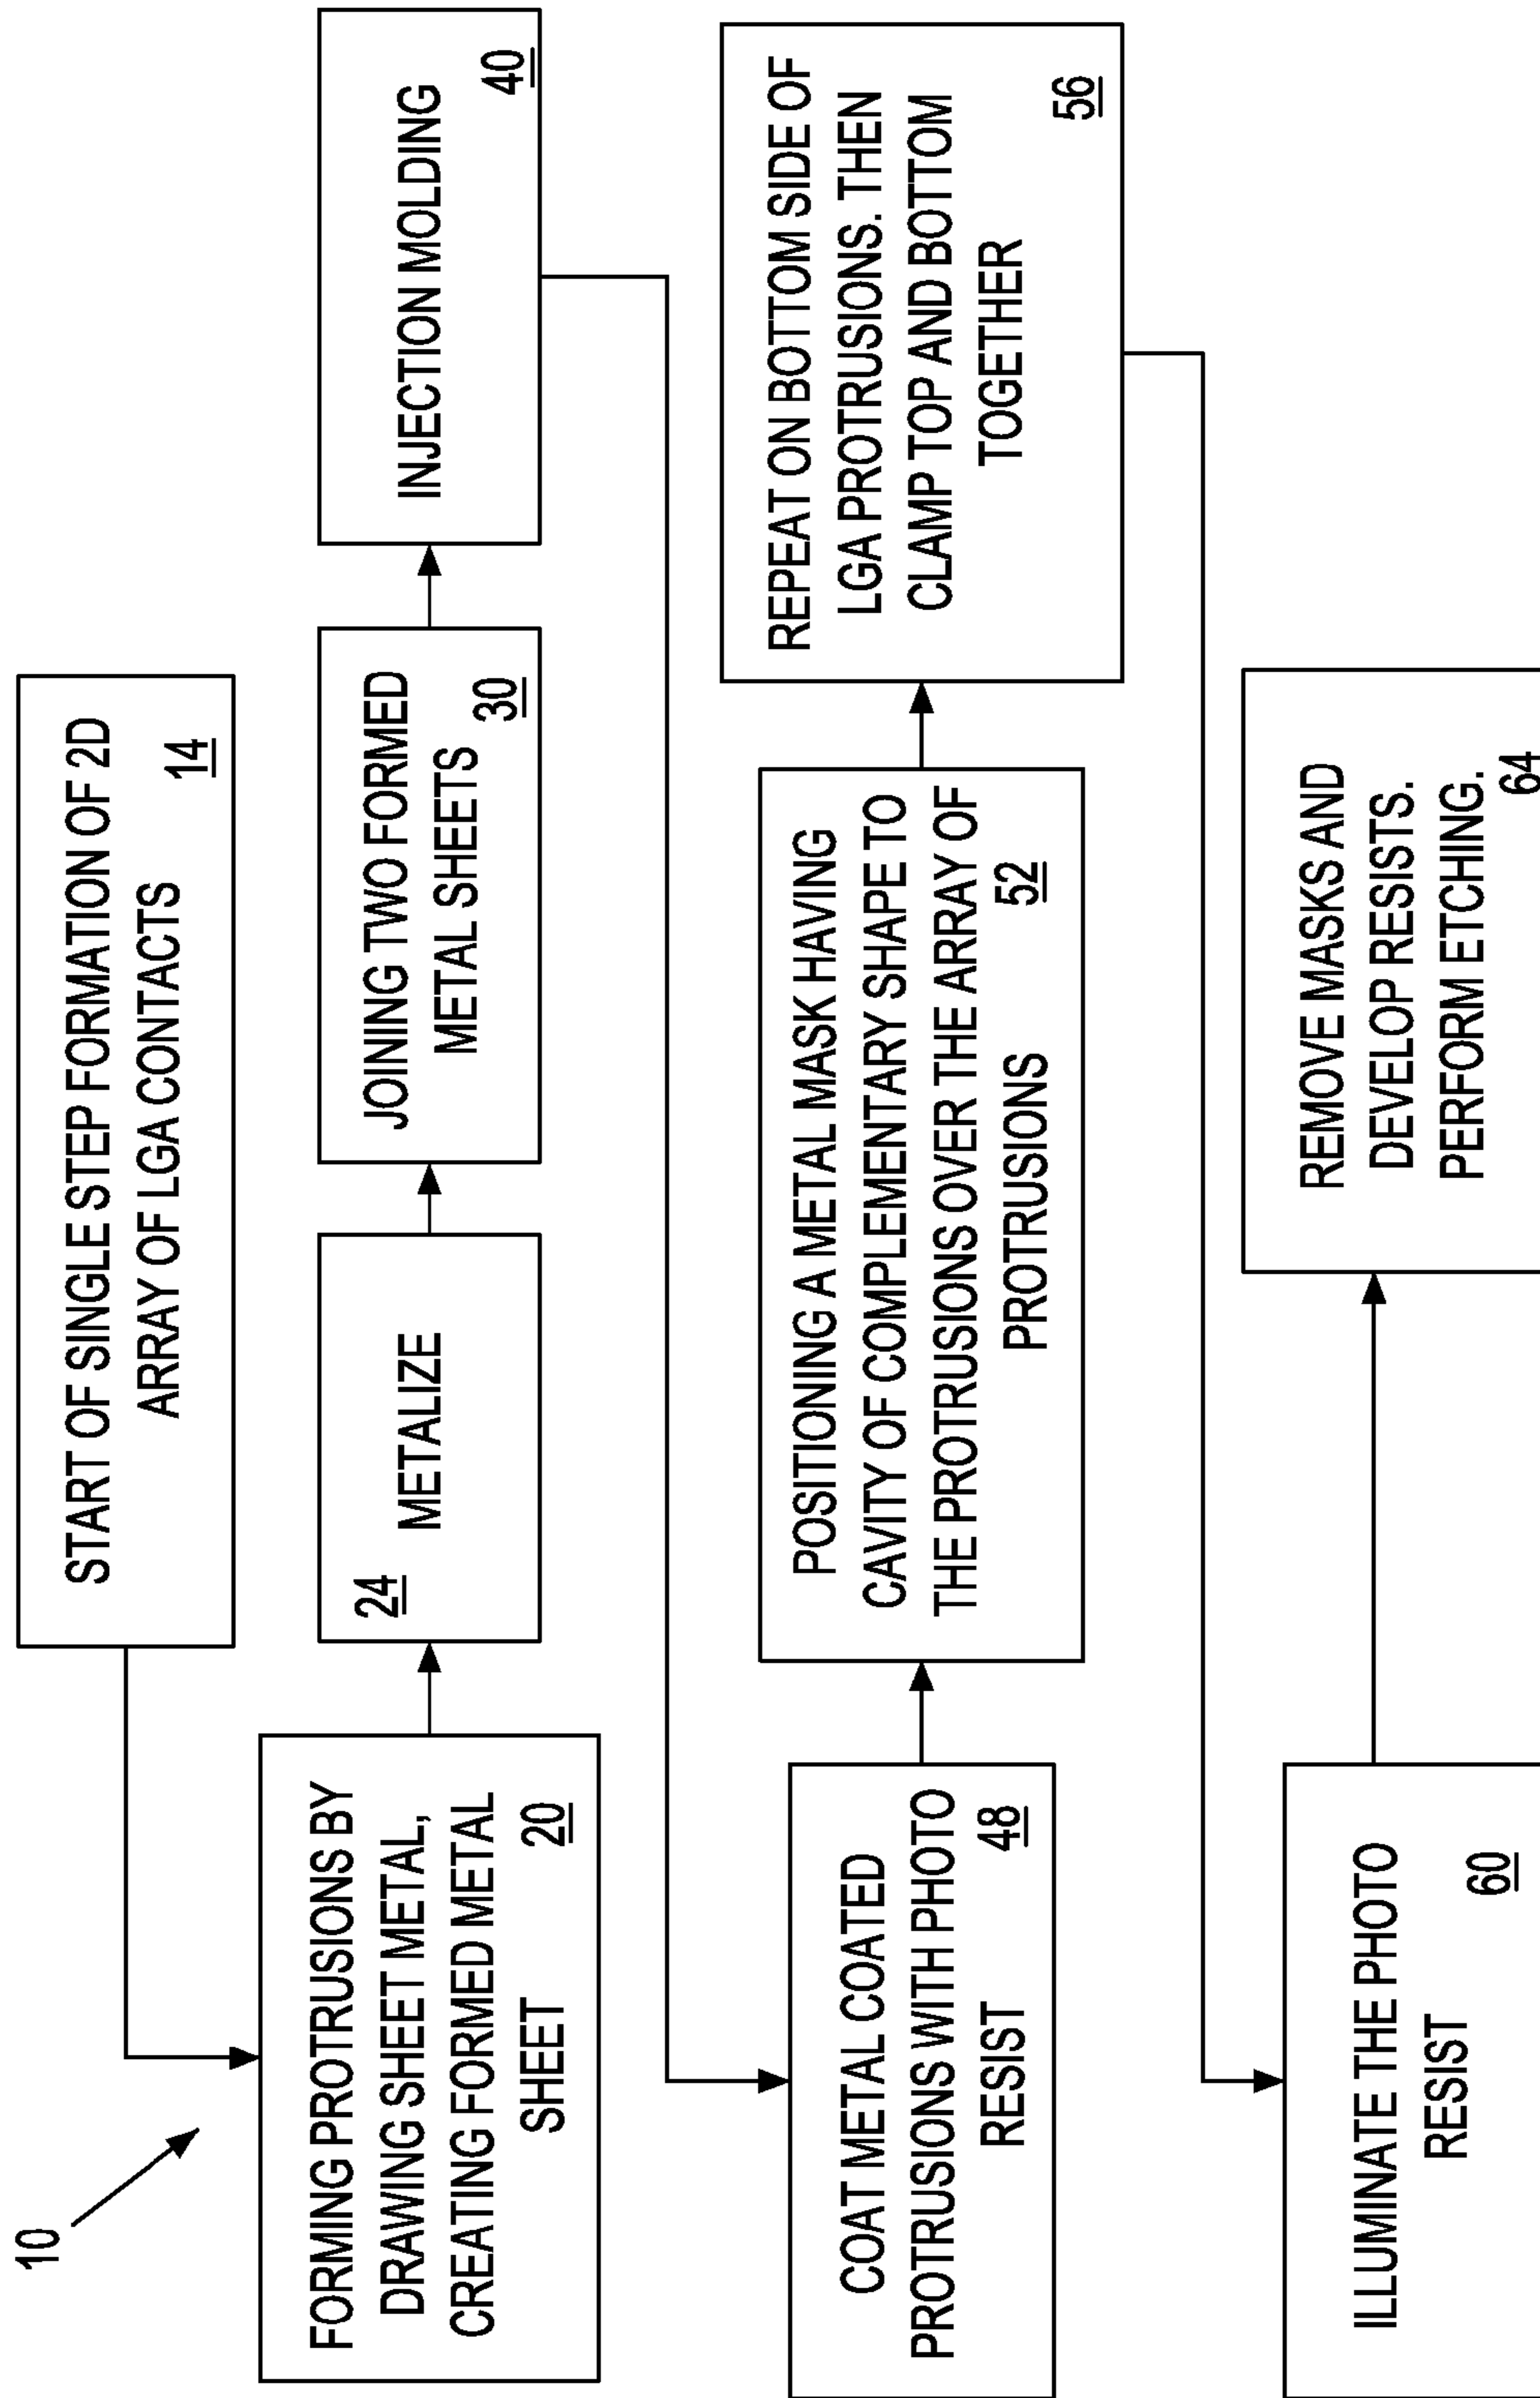 10
START OF SINGLE STEP FORMATION OF 2D
ARRAY OF LGA CONTACTS
14
FORMING PROTRUSIONS BY
DRAWING SHEET METAL,
CREATING FORMED METAL
SHEET
20
24
METALIZE
JOINING TWO FORMED
METAL SHEETS
30
INJECTION MOLDING
40
COAT METAL COATED
PROTRUSIONS WITH PHOTO
RESIST
48
POSITIONING A METAL MASK HAVING
CAVITY OF COMPLEMENTARY SHAPE TO
THE PROTRUSIONS OVER THE ARRAY OF
PROTRUSIONS
52
REPEAT ON BOTTOM SIDE OF
LGA PROTRUSIONS. THEN
CLAMP TOP AND BOTTOM
TOGETHER
56
ILLUMINATE THE PHOTO
RESIST
60
REMOVE MASKS AND
DEVELOP RESISTS.
PERFORM ETCHING.
64